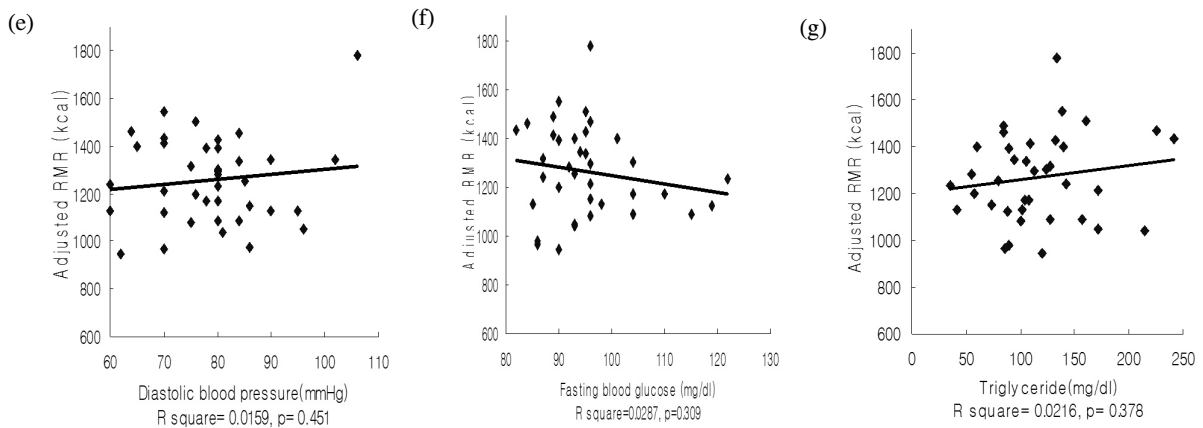 (e)
Adjusted RMR (kcal)
1800
1600
1400
1200
1000
800
600
60 70 80 90 100 110
Diastolic blood pressure(mmHg)
R square= 0.0159, p= 0.451
(f)
Adjusted RMR (kcal)
1800
1600
1400
1200
1000
800
600
80 90 100 110 120 130
Fasting blood glucose (mg/dl)
R square=0.0287, p=0.309
(g)
Adjusted RMR (kcal)
1800
1600
1400
1200
1000
800
600
0 50 100 150 200 250
Triglyceride(mg/dl)
R square= 0.0216, p= 0.378